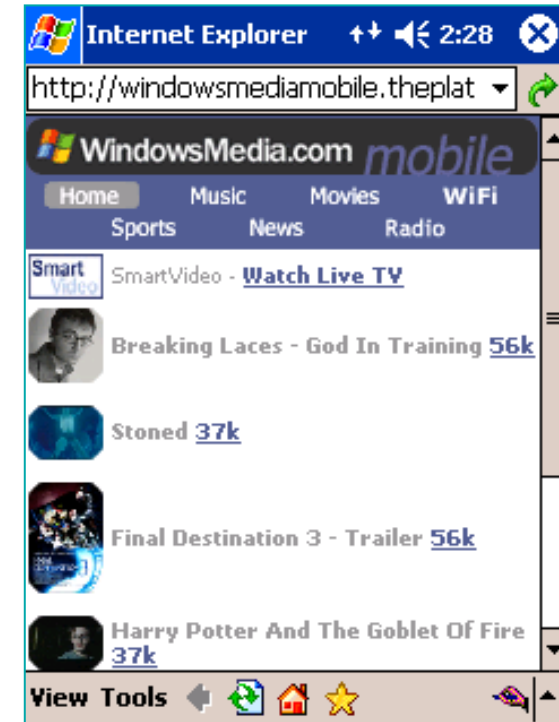 Internet Explorer 2:28
http://windowsmediamobile.theplat
WindowsMedia.com mobile
Home Music Movies WiFi
Sports News Radio
Smart
Video
SmartVideo - Watch Live TV
Breaking Laces - God In Training 56k
Stoned 37k
Final Destination 3 - Trailer 56k
Harry Potter And The Goblet Of Fire
37k
View Tools